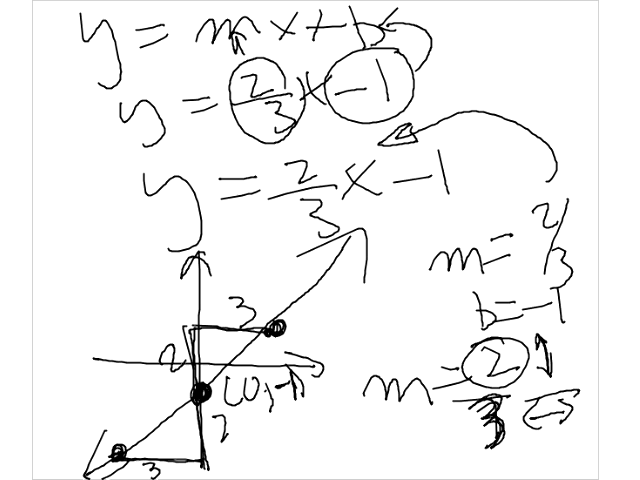 y = mx + b
y = 2/3 x - 1
y = 2/3 x - 1
m = 2/3
b = -1
3
2
(0, -1)
m = 2/3
2
3